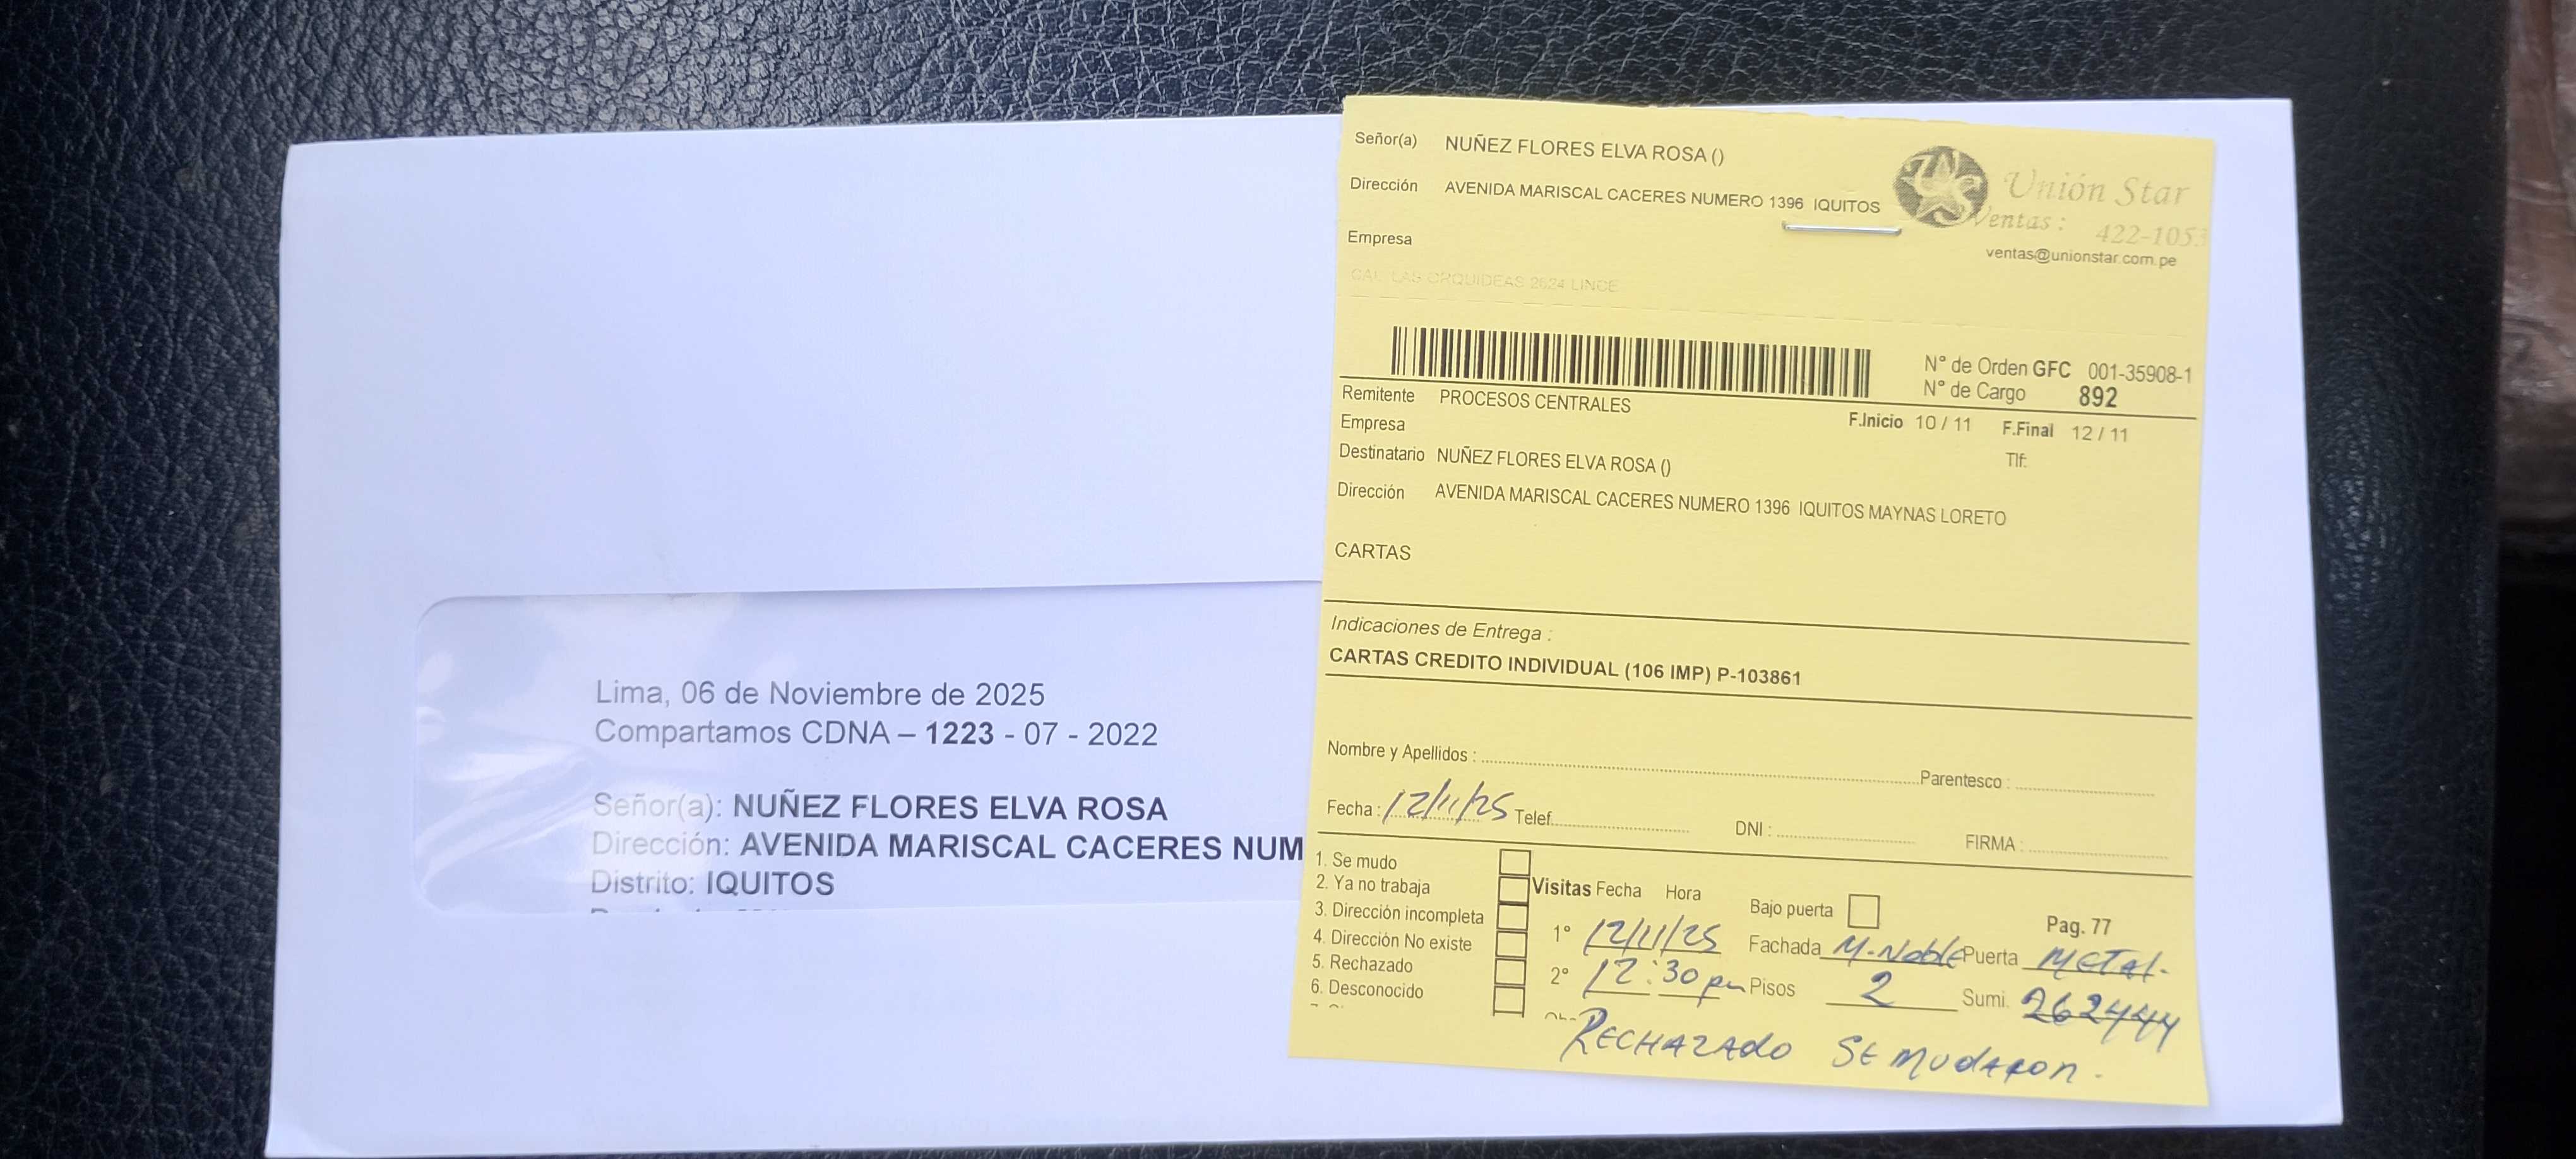 Señor(a) NUÑEZ FLORES ELVA ROSA ()
Dirección AVENIDA MARISCAL CACERES NUMERO 1396 IQUITOS
Unión Star
Ventas : 422-1053
ventas@unionstar.com.pe
Empresa
CAL. LAS ORQUIDEAS 2624 LINCE
N° de Orden GFC 001-35908-1
N° de Cargo 892
Remitente PROCESOS CENTRALES
Empresa
F.Inicio 10 / 11 F.Final 12 / 11
Destinatario NUÑEZ FLORES ELVA ROSA ()
Tlf:
Dirección AVENIDA MARISCAL CACERES NUMERO 1396 IQUITOS MAYNAS LORETO
CARTAS
Indicaciones de Entrega :
CARTAS CREDITO INDIVIDUAL (106 IMP) P-103861
Nombre y Apellidos : Parentesco :
Fecha : 12/11/25 Telef. DNI : FIRMA :
1. Se mudo
2. Ya no trabaja
3. Dirección incompleta
4. Dirección No existe
5. Rechazado
6. Desconocido
Visitas Fecha Hora
Bajo puerta
Pag. 77
1° 12/11/25 Fachada M. Noble Puerta METAL.
2° 12:30 pm Pisos 2 Sumi. 262444
RECHAZADO SE MUDARON.
Lima, 06 de Noviembre de 2025
Compartamos CDNA – 1223 - 07 - 2022
Señor(a): NUÑEZ FLORES ELVA ROSA
Dirección: AVENIDA MARISCAL CACERES NUM
Distrito: IQUITOS